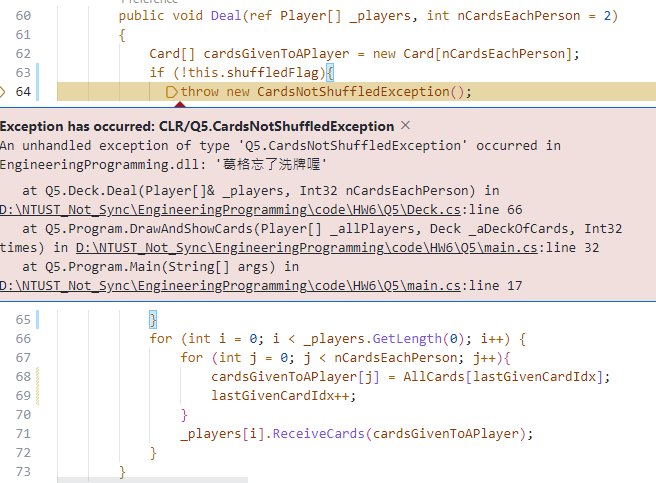 60 public void Deal(ref Player[] _players, int nCardsEachPerson = 2)
61 {
62 Card[] cardsGivenToAPlayer = new Card[nCardsEachPerson];
63 if (!this.shuffledFlag){
64 throw new CardsNotShuffledException();
Exception has occurred: CLR/Q5.CardsNotShuffledException ×
An unhandled exception of type 'Q5.CardsNotShuffledException' occurred in
EngineeringProgramming.dll: '葛格忘了洗牌喔'
at Q5.Deck.Deal(Player[]& _players, Int32 nCardsEachPerson) in
D:\NTUST_Not_Sync\EngineeringProgramming\code\HW6\Q5\Deck.cs:line 66
at Q5.Program.DrawAndShowCards(Player[] _allPlayers, Deck _aDeckOfCards, Int32
times) in D:\NTUST_Not_Sync\EngineeringProgramming\code\HW6\Q5\main.cs:line 32
at Q5.Program.Main(String[] args) in
D:\NTUST_Not_Sync\EngineeringProgramming\code\HW6\Q5\main.cs:line 17
65 }
66 for (int i = 0; i < _players.GetLength(0); i++) {
67 for (int j = 0; j < nCardsEachPerson; j++){
68 cardsGivenToAPlayer[j] = AllCards[lastGivenCardIdx];
69 lastGivenCardIdx++;
70 }
71 _players[i].ReceiveCards(cardsGivenToAPlayer);
72 }
73 }